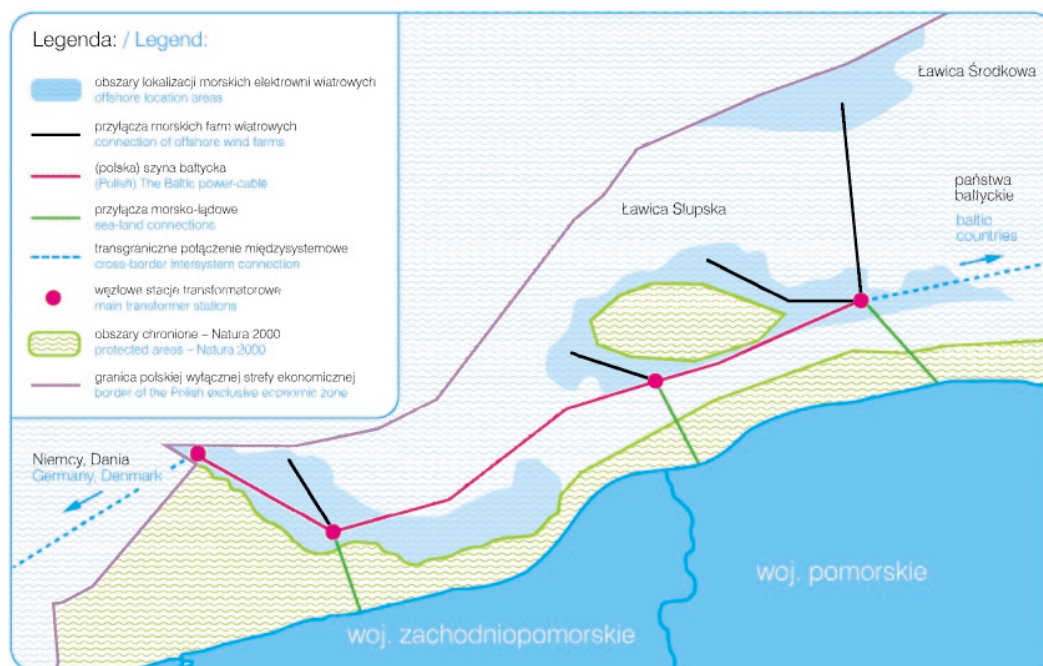 Legenda: / Legend:
obszary lokalizacji morskich elektrowni wiatrowych
offshore location areas
przyłącza morskich farm wiatrowych
connection of offshore wind farms
(polska) szyna bałtycka
(Polish) The Baltic power-cable
przyłącza morsko-lądowe
sea-land connections
transgraniczne połączenie międzysystemowe
cross-border intersystem connection
węzłowe stacje transformatorowe
main transformer stations
obszary chronione – Natura 2000
protected areas – Natura 2000
granica polskiej wyłącznej strefy ekonomicznej
border of the Polish exclusive economic zone
Ławica Środkowa
Ławica Słupska
państwa
bałtyckie
baltic
countries
Niemcy, Dania
Germany, Denmark
woj. pomorskie
woj. zachodniopomorskie